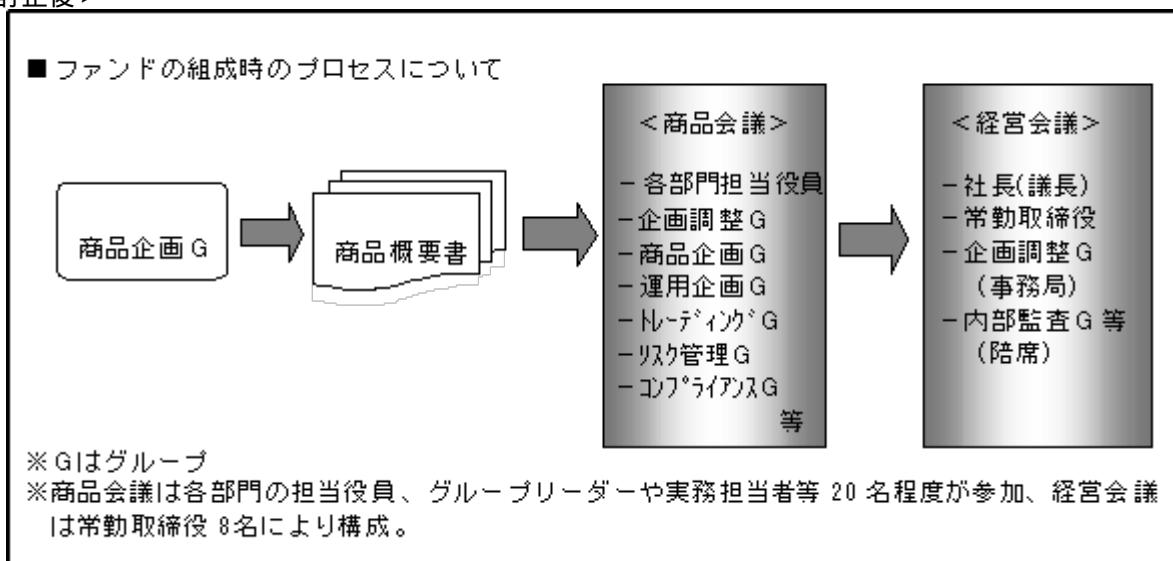 ■ファンドの組成時のプロセスについて
商品企画G
商品概要書
＜商品会議＞
－各部門担当役員
－企画調整G
－商品企画G
－運用企画G
－ﾄﾚｰﾃﾞｨﾝｸﾞG
－ﾘｽｸ管理G
－ｺﾝﾌﾟﾗｲｱﾝｽG
等
＜経営会議＞
－社長(議長)
－常勤取締役
－企画調整G
(事務局)
－内部監査G等
(陪席)
※Gはグループ
※商品会議は各部門の担当役員、グループリーダーや実務担当者等 20 名程度が参加、経営会議
は常勤取締役 8名により構成。